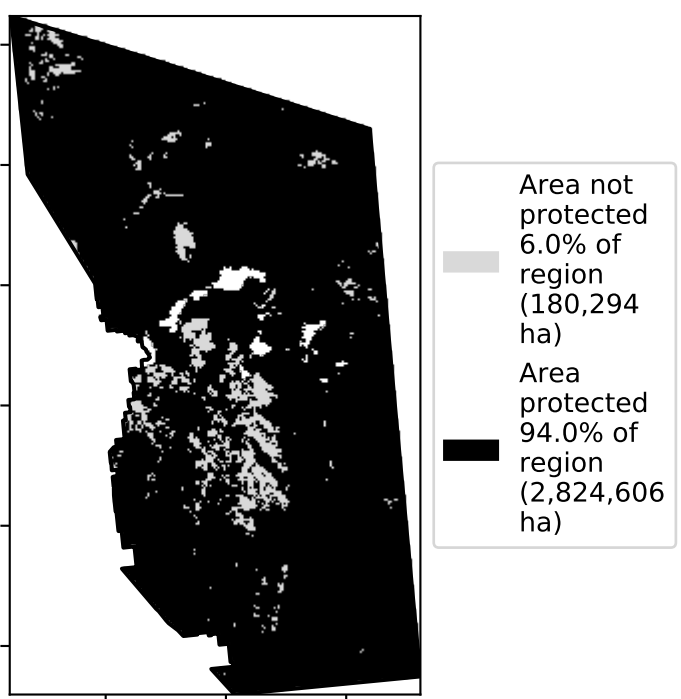 Area not
protected
6.0% of
region
(180,294
ha)
Area
protected
94.0% of
region
(2,824,606
ha)